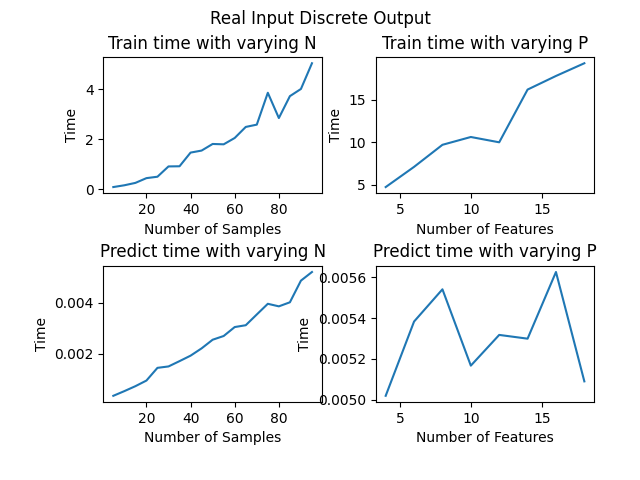 Real Input Discrete Output
Train time with varying N
Time
4
2
0
20 40 60 80
Number of Samples
Train time with varying P
Time
15
10
5
5 10 15
Number of Features
Predict time with varying N
Time
0.004
0.002
20 40 60 80
Number of Samples
Predict time with varying P
Time
0.0056
0.0054
0.0052
0.0050
5 10 15
Number of Features